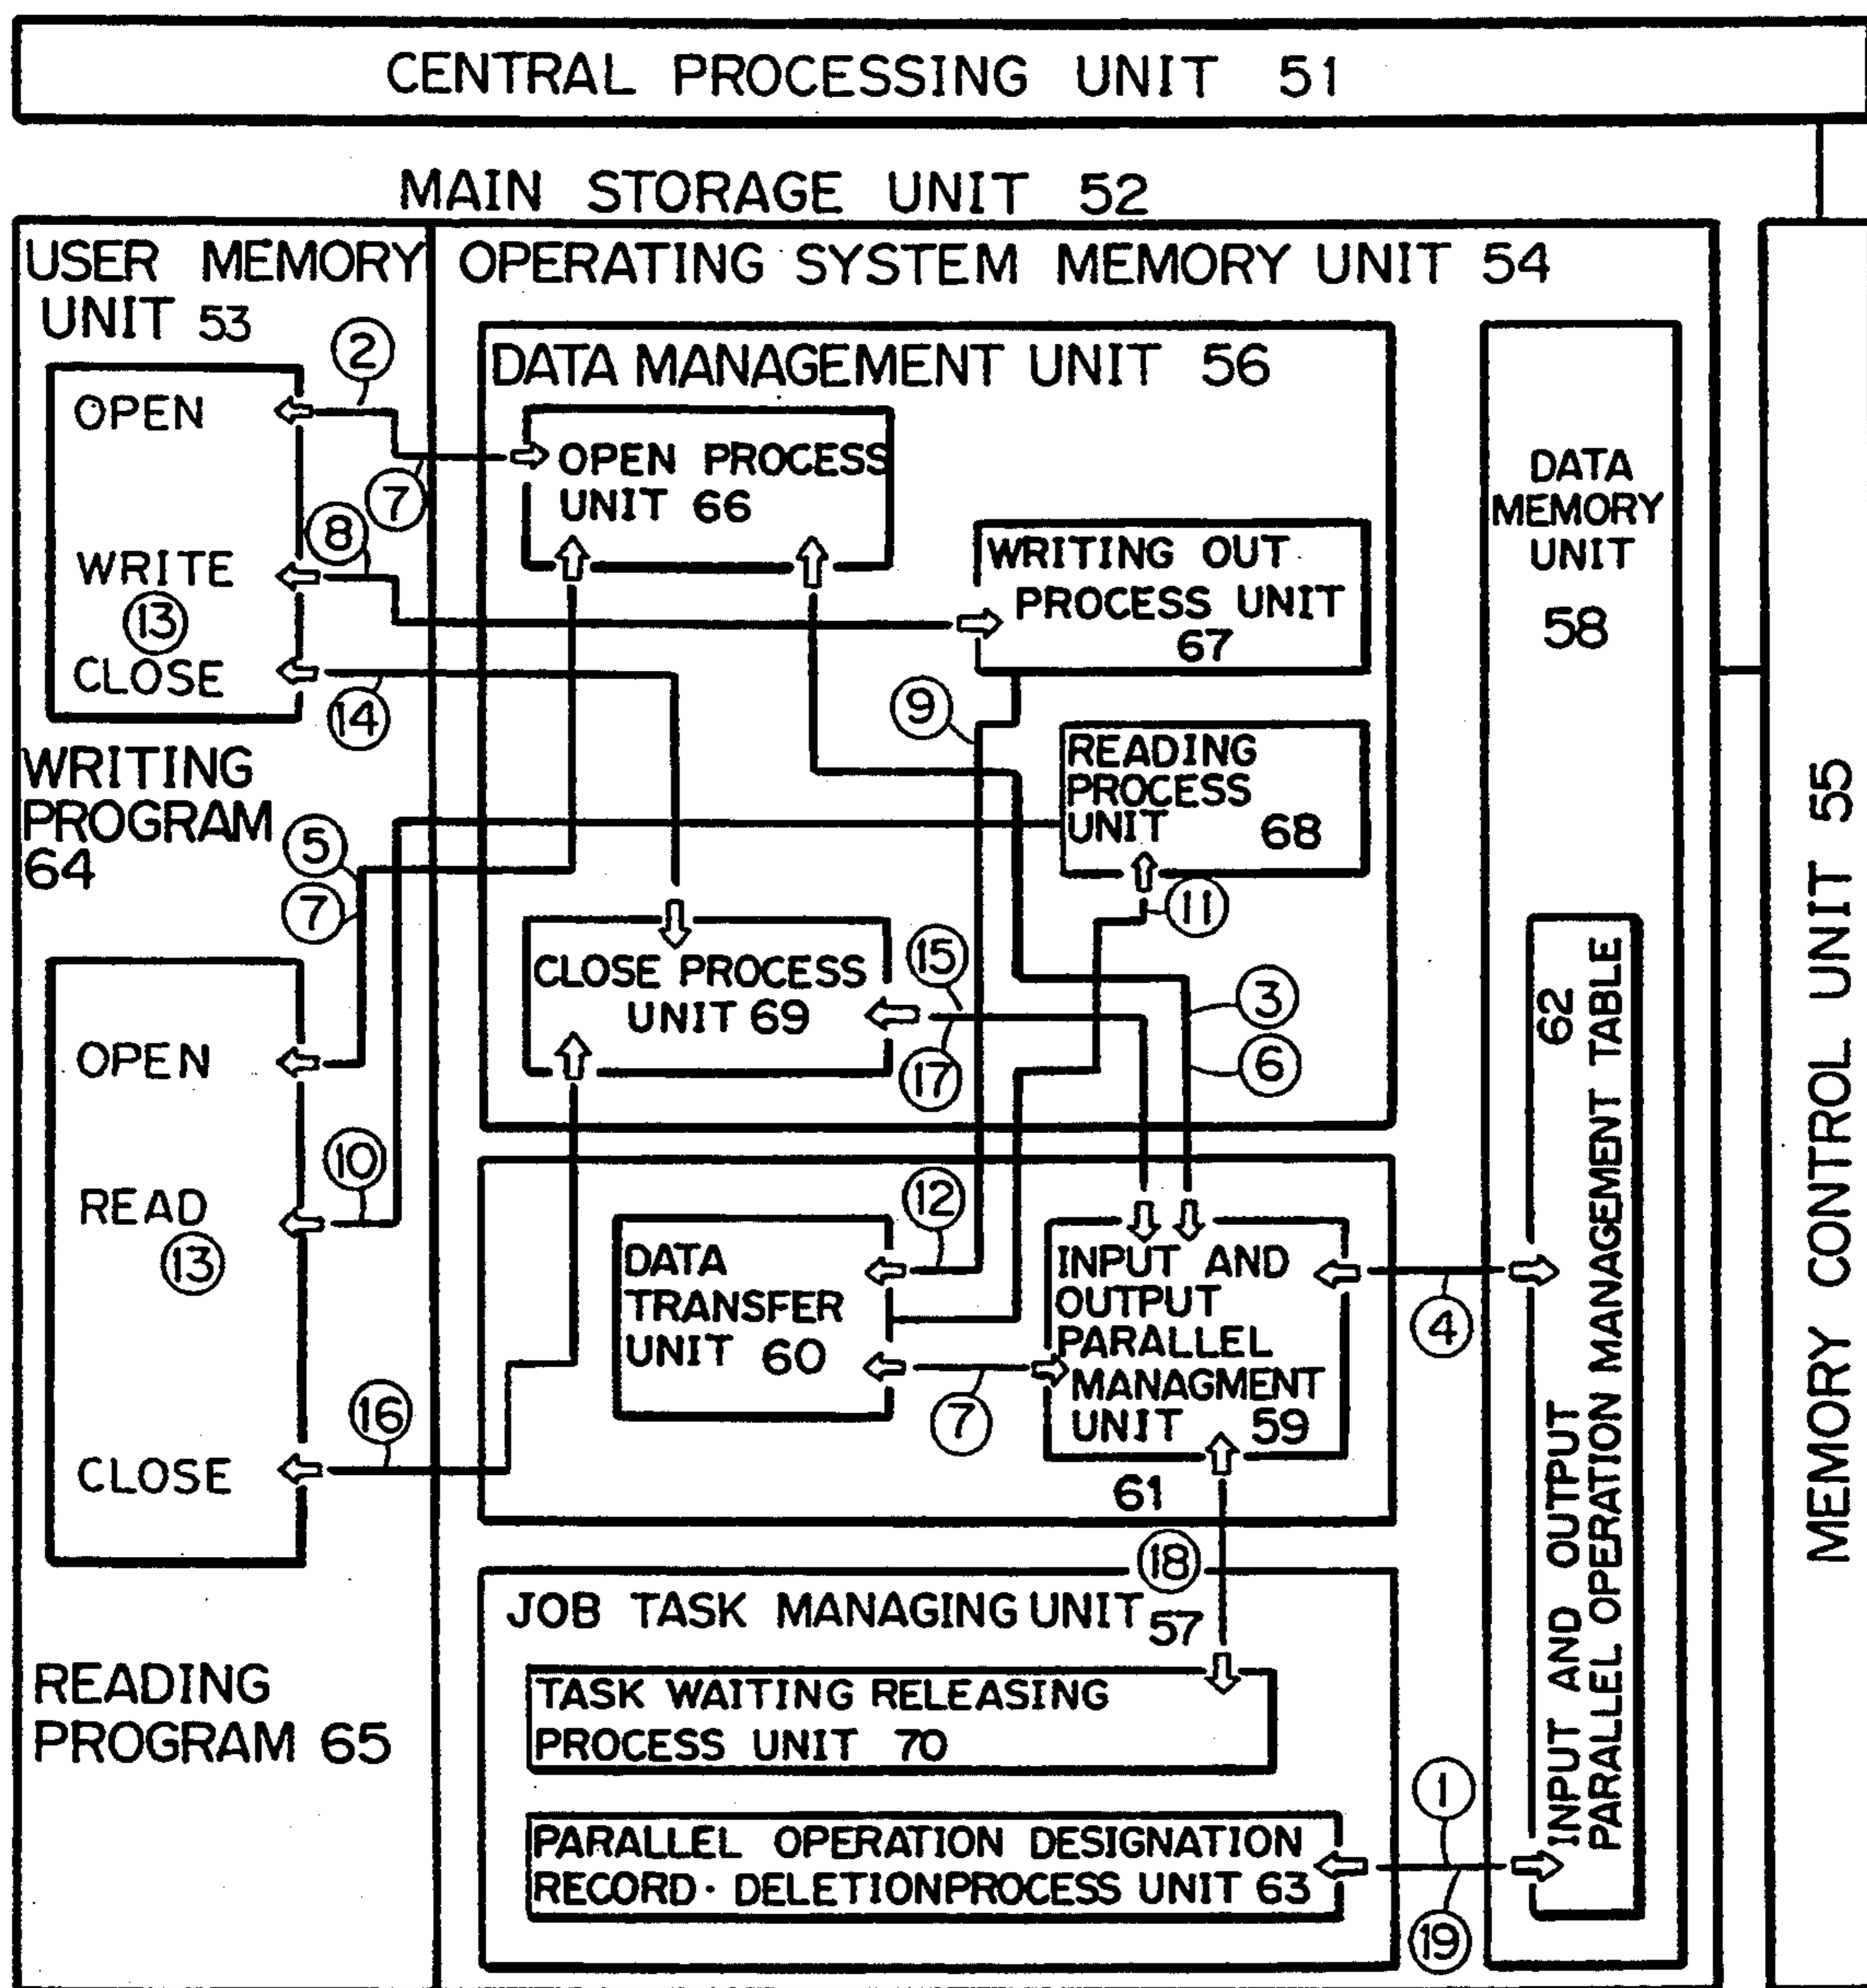 CENTRAL PROCESSING UNIT 51
MAIN STORAGE UNIT 52
USER MEMORY
UNIT 53
OPERATING SYSTEM MEMORY UNIT 54
2
OPEN
7
8
WRITE
13
CLOSE
14
WRITING
PROGRAM
64
5
7
OPEN
10
READ
13
16
CLOSE
READING
PROGRAM 65
DATA MANAGEMENT UNIT 56
OPEN PROCESS
UNIT 66
WRITING OUT
PROCESS UNIT
67
9
READING
PROCESS
UNIT 68
11
CLOSE PROCESS
UNIT 69
15
17
3
6
12
DATA
TRANSFER
UNIT 60
7
INPUT AND
OUTPUT
PARALLEL
MANAGMENT
UNIT 59
61
4
18
JOB TASK MANAGING UNIT
57
TASK WAITING RELEASING
PROCESS UNIT 70
PARALLEL OPERATION DESIGNATION
RECORD · DELETIONPROCESS UNIT 63
1
19
DATA
MEMORY
UNIT
58
62
INPUT AND OUTPUT
PARALLEL OPERATION MANAGEMENT TABLE
MEMORY CONTROL UNIT 55